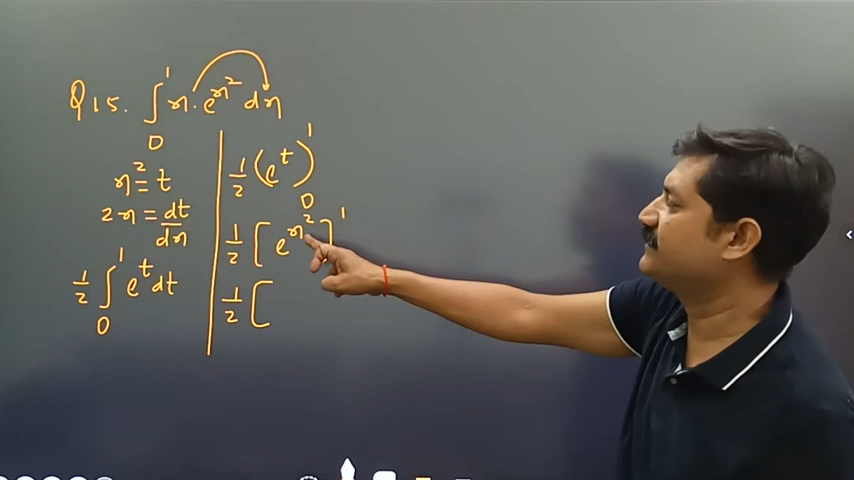 Q15. ∫₀¹ x·e^x² dx
x² = t
2x = dt/dx
1/2 ∫₀¹ e^t dt
1/2 (e^t)₀¹
1/2 [e^x²]¹
1/2 [